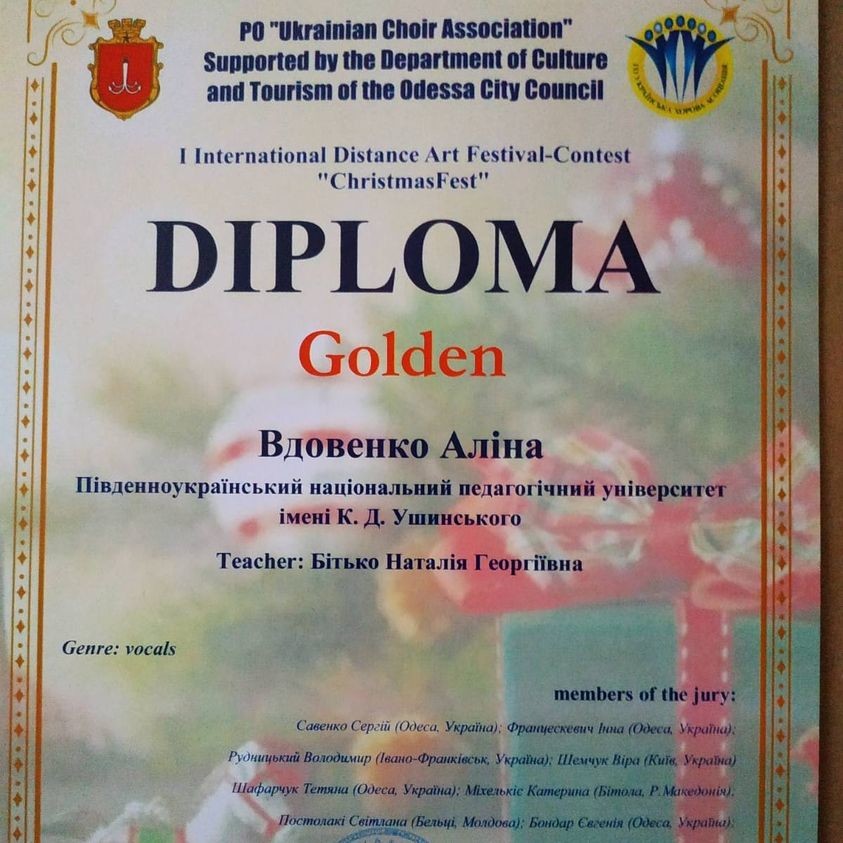 PO "Ukrainian Choir Association"
Supported by the Department of Culture
and Tourism of the Odessa City Council
ГО УКРАЇНСЬКА ХОРОВА АСОЦІАЦІЯ
I International Distance Art Festival-Contest
"ChristmasFest"
DIPLOMA
Golden
Вдовенко Аліна
Південноукраїнський національний педагогічний університет
імені К. Д. Ушинського
Teacher: Бітько Наталія Георгіївна
Genre: vocals
members of the jury:
Савенко Сергій (Одеса, Україна); Францескевич Інна (Одеса, Україна);
Рудницький Володимир (Івано-Франківськ, Україна); Шемчук Віра (Київ, Україна)
Шафарчук Тетяна (Одеса, Україна); Міхелькіс Катерина (Бітола, Р.Македонія);
Постолакі Світлана (Бельці, Молдова); Бондар Євгенія (Одеса, Україна);